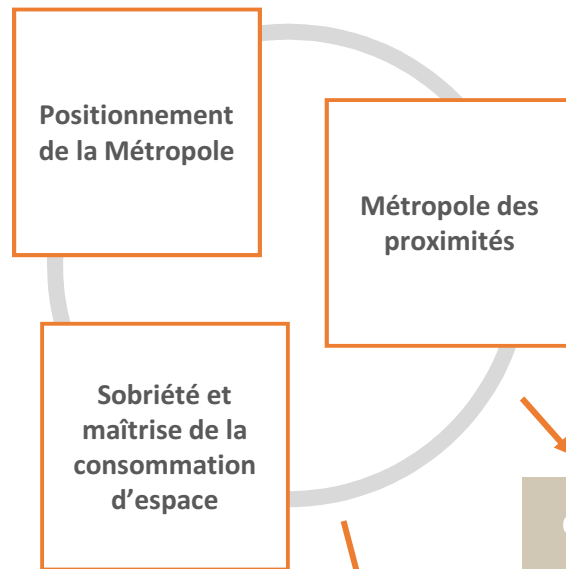 Positionnement
de la Métropole
Métropole des
proximités
Sobriété et
maîtrise de la
consommation
d’espace